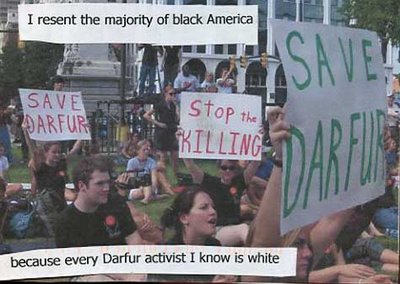 I resent the majority of black America
SAVE
DARFUR
STOP the
KILLING
SAVE
DARFUR
because every Darfur activist I know is white